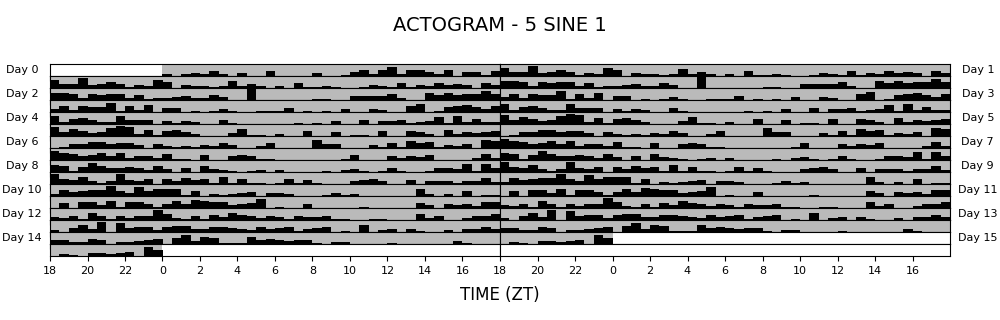 ACTOGRAM - 5 SINE 1
Day 0 Day 1
Day 2 Day 3
Day 4 Day 5
Day 6 Day 7
Day 8 Day 9
Day 10 Day 11
Day 12 Day 13
Day 14 Day 15
18 20 22 0 2 4 6 8 10 12 14 16 18 20 22 0 2 4 6 8 10 12 14 16
TIME (ZT)